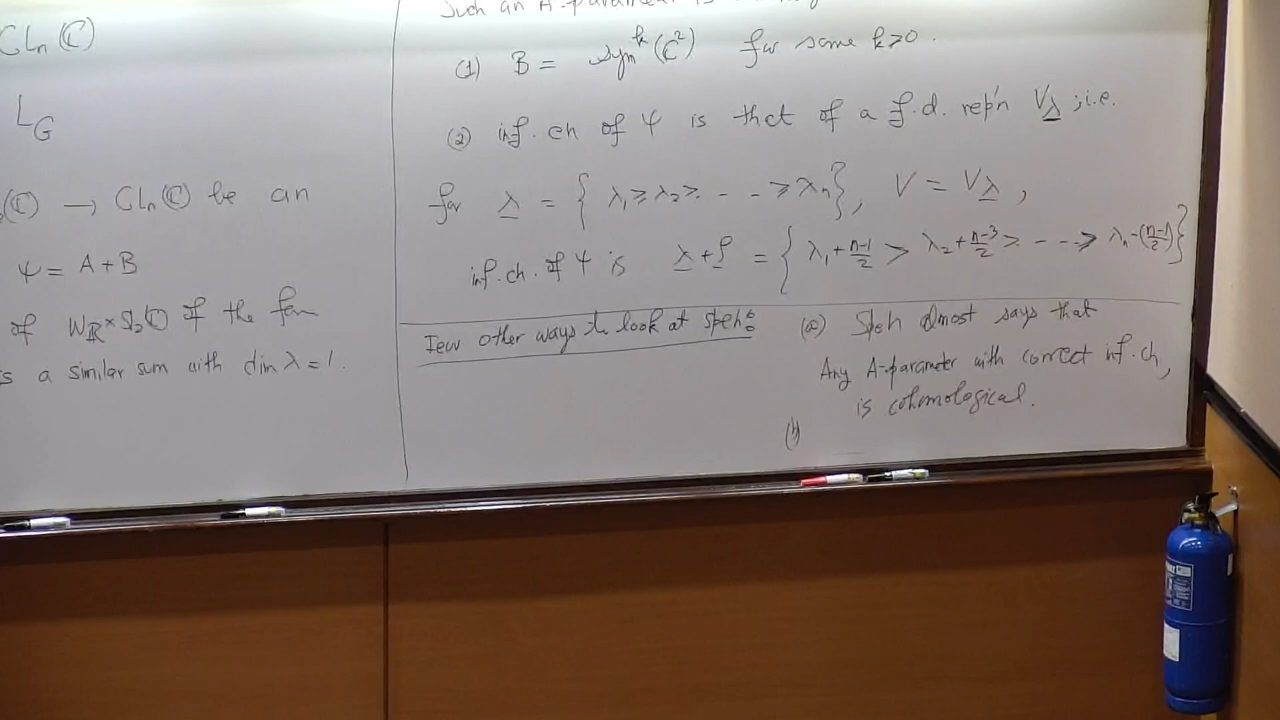 GLn (ℂ)
L_G
(ℂ) → GLn(ℂ) be an
ψ = A + B
of W_ℝ × SL₂(ℂ) of the form
is a similar sum with dim λ = 1.
Such an A-parameter is
(1) B = Sym^k(ℂ²) for some k ≥ 0.
(2) inf. ch of ψ is that of a f.d. rep'n V_λ ; i.e.
for λ = { λ₁ ≥ λ₂ ≥ - - -> ≥ λn }, V = V_λ ,
inf. ch. of ψ is λ + ρ = { λ₁ + (n-1)/2 > λ₂ + (n-3)/2 > - - -> > λn - ((n-1)/2) }
Few other ways to look at Speh:
(a) Speh almost says that
Any A-parameter with correct inf. ch,
is cohomological.
(b)